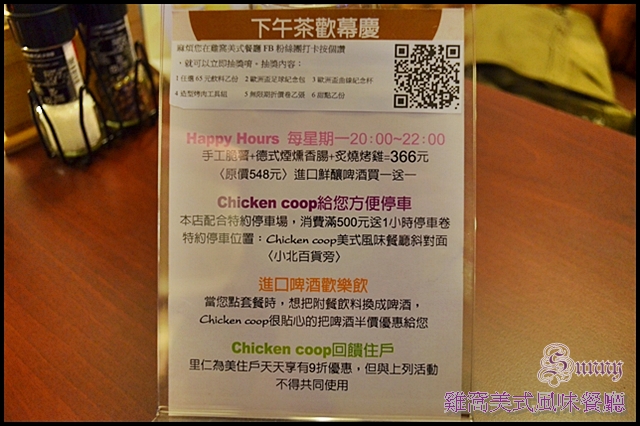 下午茶歡幕慶
麻煩您在雞窩美式餐廳 FB 粉絲團打卡按個讚
,就可以立即抽獎唷。抽獎內容:
1 任選 65 元飲料乙份 2 歐洲盃足球紀念包 3 歐洲盃曲線紀念杯
4 造型烤肉工具組 5 無限期折價卷乙張 6 甜點乙份
Happy Hours 每星期一20:00~22:00
手工脆薯+德式煙燻香腸+炙燒烤雞=366元
〈原價548元〉進口鮮釀啤酒買一送一
Chicken coop給您方便停車
本店配合特約停車場，消費滿500元送1小時停車卷
特約停車位置：Chicken coop美式風味餐廳斜對面
〈小北百貨旁〉
進口啤酒歡樂飲
當您點套餐時，想把附餐飲料換成啤酒，
Chicken coop很貼心的把啤酒半價優惠給您
Chicken coop回饋住戶
里仁為美住戶天天享有9折優惠，但與上列活動
不得共同使用
Sunny
雞窩美式風味餐廳